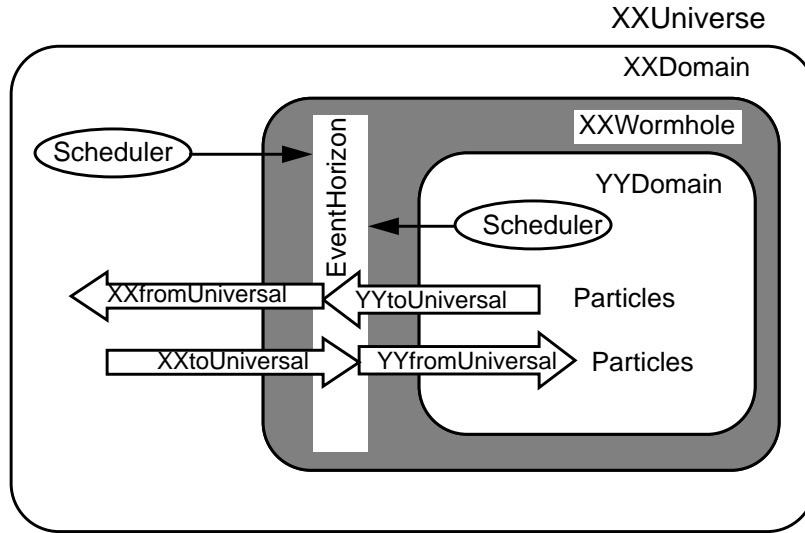 XXUniverse
XXDomain
XXWormhole
Scheduler
EventHorizon
YYDomain
Scheduler
XXfromUniversal
YYtoUniversal
Particles
XXtoUniversal
YYfromUniversal
Particles